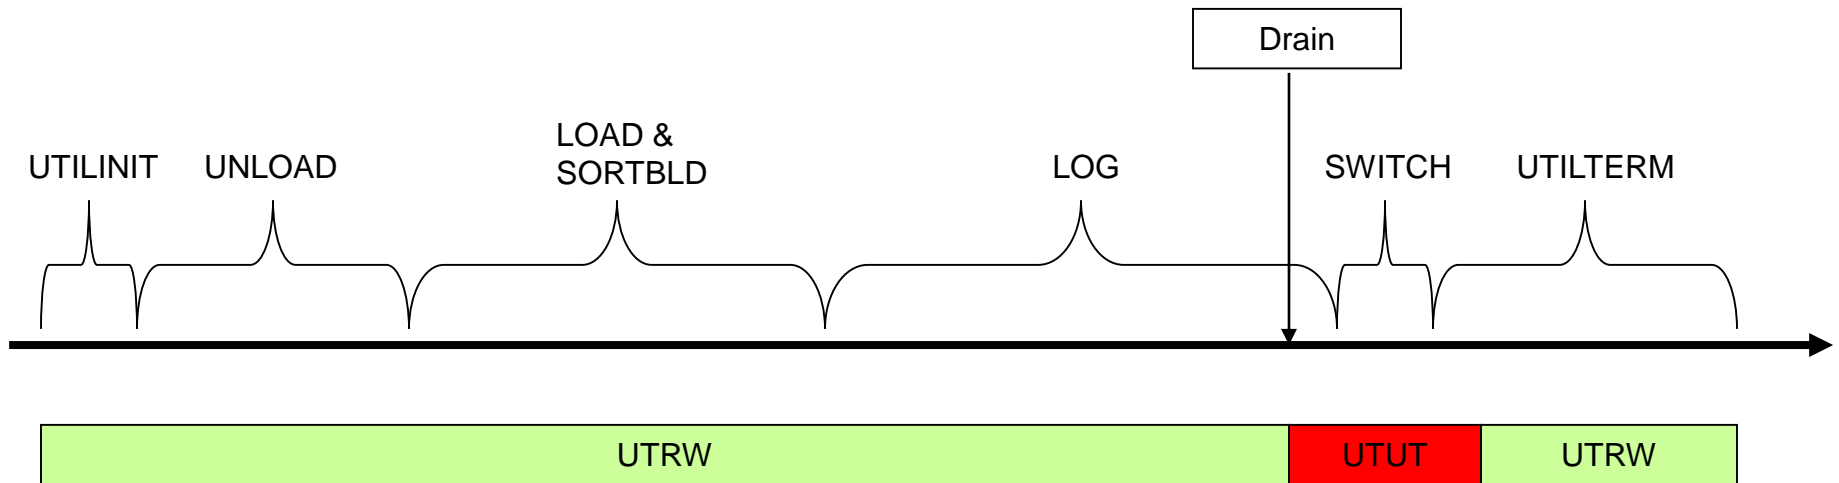 Drain
UTILINIT
UNLOAD
LOAD &
SORTBLD
LOG
SWITCH
UTILTERM
UTRW
UTUT
UTRW